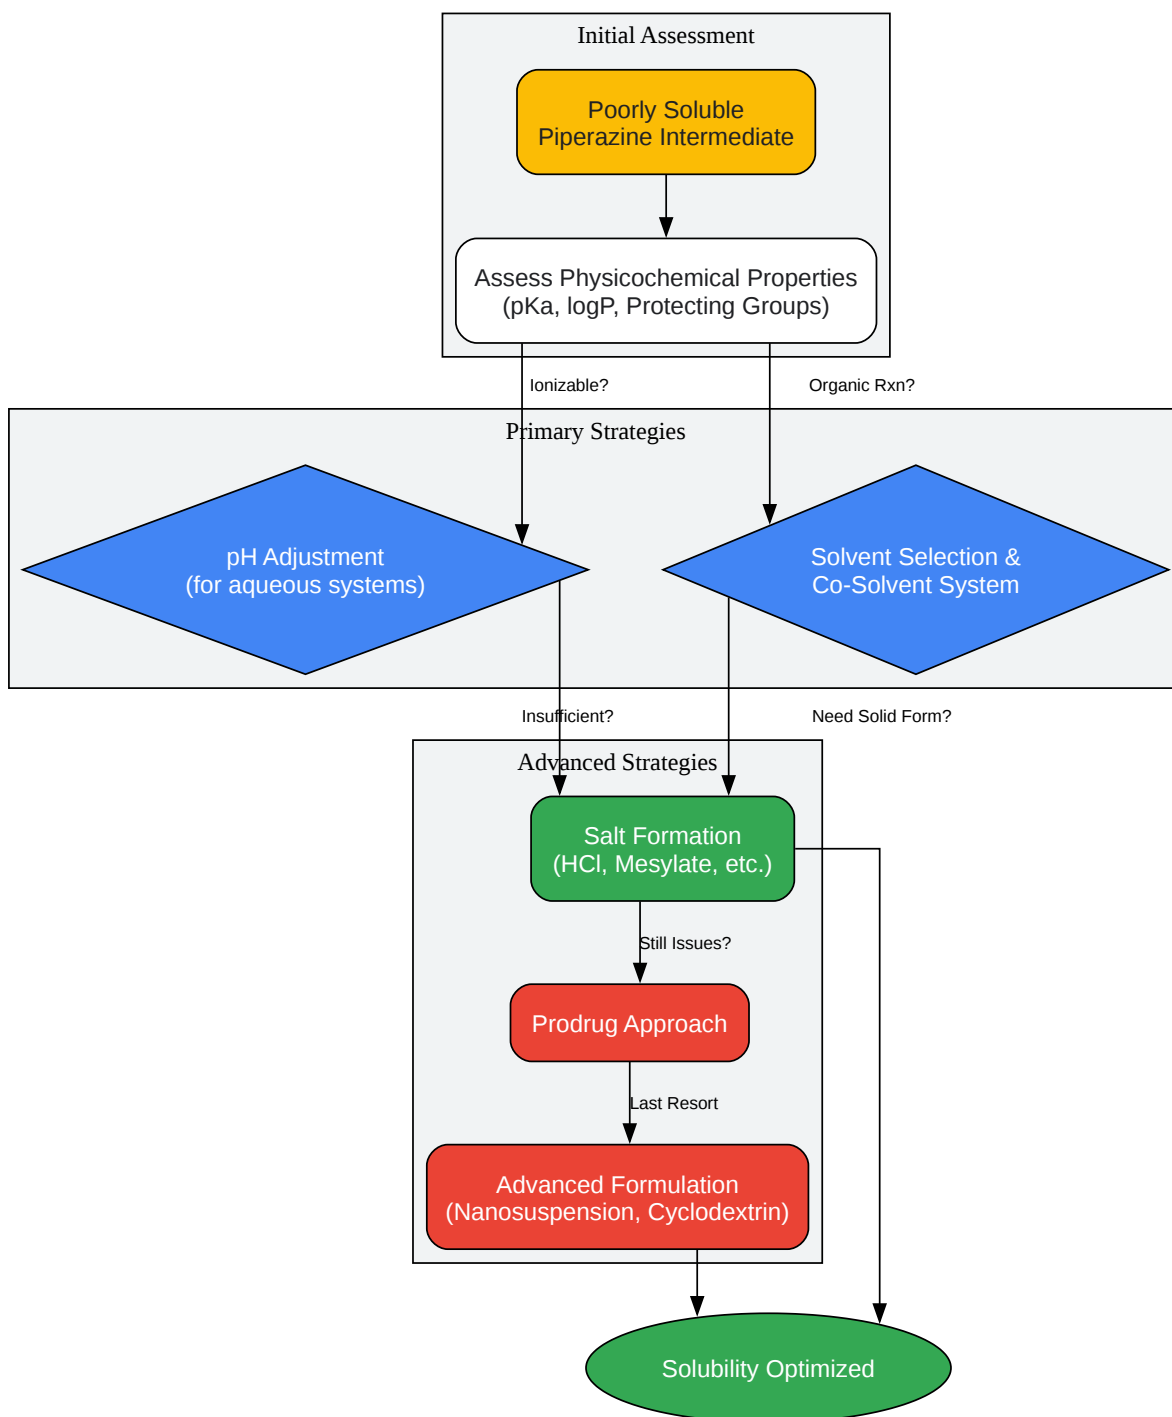 Initial Assessment
Poorly Soluble
Piperazine Intermediate
Assess Physicochemical Properties
(pKa, logP, Protecting Groups)
Ionizable?
Organic Rxn?
Primary Strategies
pH Adjustment
(for aqueous systems)
Solvent Selection &
Co-Solvent System
Insufficient?
Need Solid Form?
Advanced Strategies
Salt Formation
(HCl, Mesylate, etc.)
Still Issues?
Prodrug Approach
Last Resort
Advanced Formulation
(Nanosuspension, Cyclodextrin)
Solubility Optimized